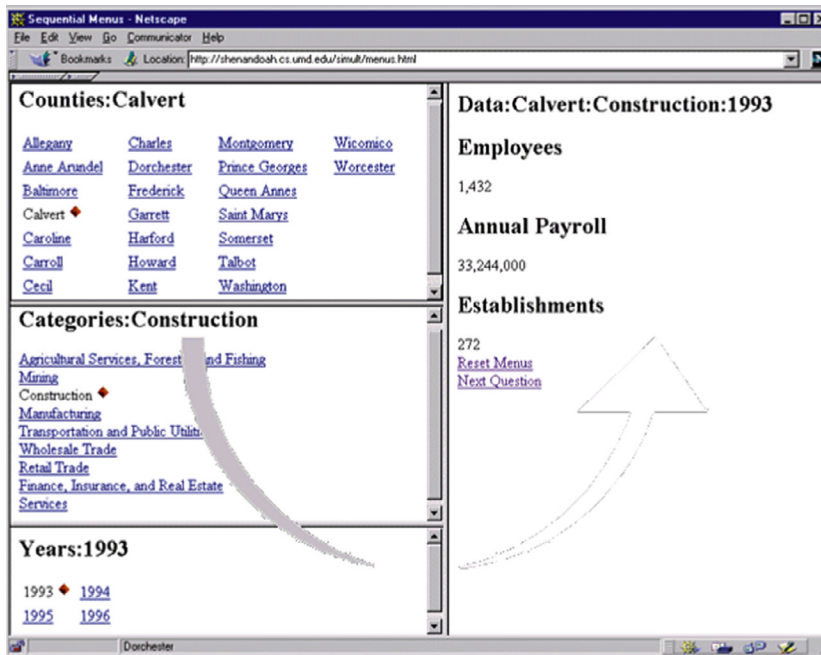 Sequential Menus - Netscape
File Edit View Go Communicator Help
Bookmarks Location: http://shenandoah.cs.umd.edu/simult/menus.html
Counties:Calvert
Allegany Charles Montgomery Wicomico
Anne Arundel Dorchester Prince Georges Worcester
Baltimore Frederick Queen Annes
Calvert Garrett Saint Marys
Caroline Harford Somerset
Carroll Howard Talbot
Cecil Kent Washington
Categories:Construction
Agricultural Services, Forest nd Fishing
Mining
Construction
Manufacturing
Transportation and Public Utiliti
Wholesale Trade
Retail Trade
Finance, Insurance, and Real Estate
Services
Years:1993
1993 1994
1995 1996
Data:Calvert:Construction:1993
Employees
1,432
Annual Payroll
33,244,000
Establishments
272
Reset Menus
Next Question
Dorchester